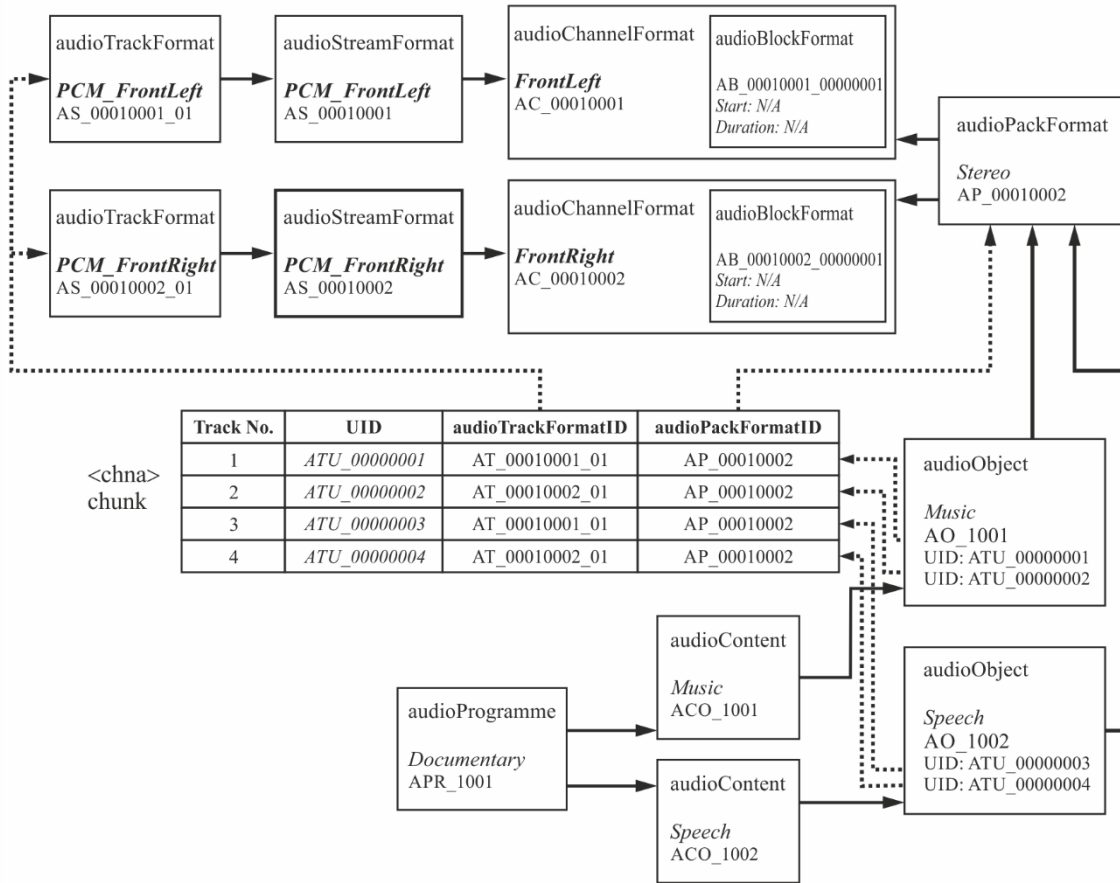 audioTrackFormat
PCM_FrontLeft
AS_00010001_01
audioStreamFormat
PCM_FrontLeft
AS_00010001
audioChannelFormat
FrontLeft
AC_00010001
audioBlockFormat
AB_00010001_00000001
Start: N/A
Duration: N/A
audioPackFormat
Stereo
AP_00010002
audioTrackFormat
PCM_FrontRight
AS_00010002_01
audioStreamFormat
PCM_FrontRight
AS_00010002
audioChannelFormat
FrontRight
AC_00010002
audioBlockFormat
AB_00010002_00000001
Start: N/A
Duration: N/A
<chna>
chunk
Track No. UID audioTrackFormatID audioPackFormatID
1 ATU_00000001 AT_00010001_01 AP_00010002
2 ATU_00000002 AT_00010002_01 AP_00010002
3 ATU_00000003 AT_00010001_01 AP_00010002
4 ATU_00000004 AT_00010002_01 AP_00010002
audioObject
Music
AO_1001
UID: ATU_00000001
UID: ATU_00000002
audioProgramme
Documentary
APR_1001
audioContent
Music
ACO_1001
audioContent
Speech
ACO_1002
audioObject
Speech
AO_1002
UID: ATU_00000003
UID: ATU_00000004